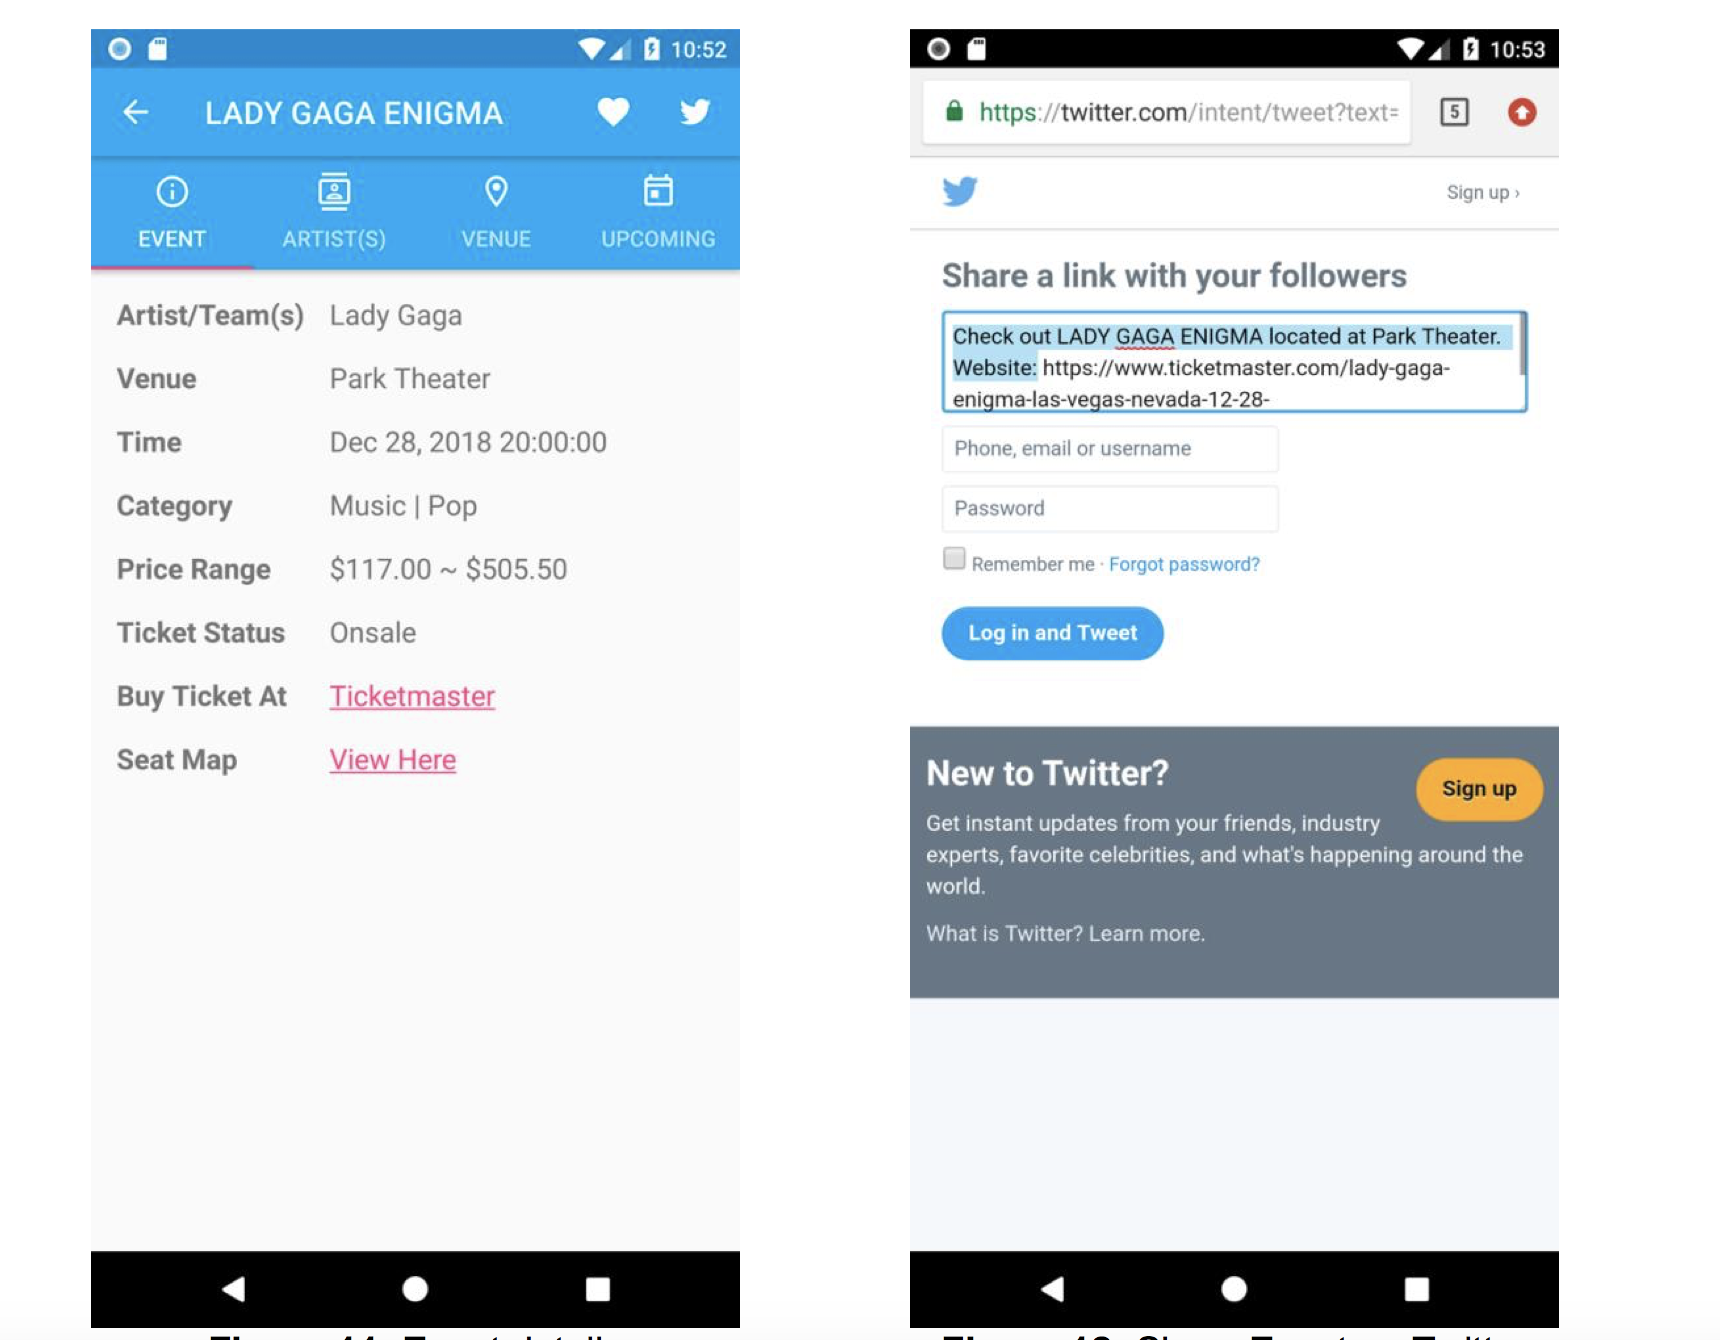 10:52
LADY GAGA ENIGMA
EVENT ARTIST(S) VENUE UPCOMING
Artist/Team(s) Lady Gaga
Venue Park Theater
Time Dec 28, 2018 20:00:00
Category Music | Pop
Price Range $117.00 ~ $505.50
Ticket Status Onsale
Buy Ticket At Ticketmaster
Seat Map View Here
10:53
https://twitter.com/intent/tweet?text=
5
Sign up ›
Share a link with your followers
Check out LADY GAGA ENIGMA located at Park Theater.
Website: https://www.ticketmaster.com/lady-gaga-
enigma-las-vegas-nevada-12-28-
Phone, email or username
Password
Remember me · Forgot password?
Log in and Tweet
New to Twitter?
Sign up
Get instant updates from your friends, industry
experts, favorite celebrities, and what's happening around the
world.
What is Twitter? Learn more.